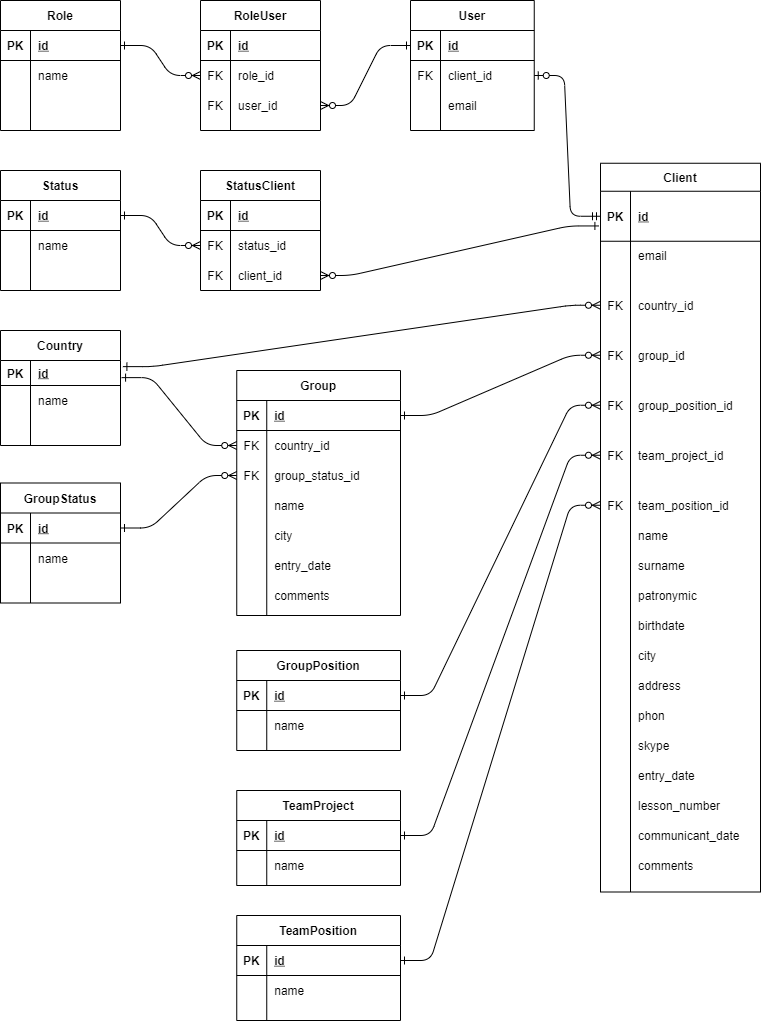 Role
PK id
name
RoleUser
PK id
FK role_id
FK user_id
User
PK id
FK client_id
email
Status
PK id
name
StatusClient
PK id
FK status_id
FK client_id
Client
PK id
email
FK country_id
FK group_id
FK group_position_id
FK team_project_id
FK team_position_id
name
surname
patronymic
birthdate
city
address
phon
skype
entry_date
lesson_number
communicant_date
comments
Country
PK id
name
Group
PK id
FK country_id
FK group_status_id
name
city
entry_date
comments
GroupStatus
PK id
name
GroupPosition
PK id
name
TeamProject
PK id
name
TeamPosition
PK id
name